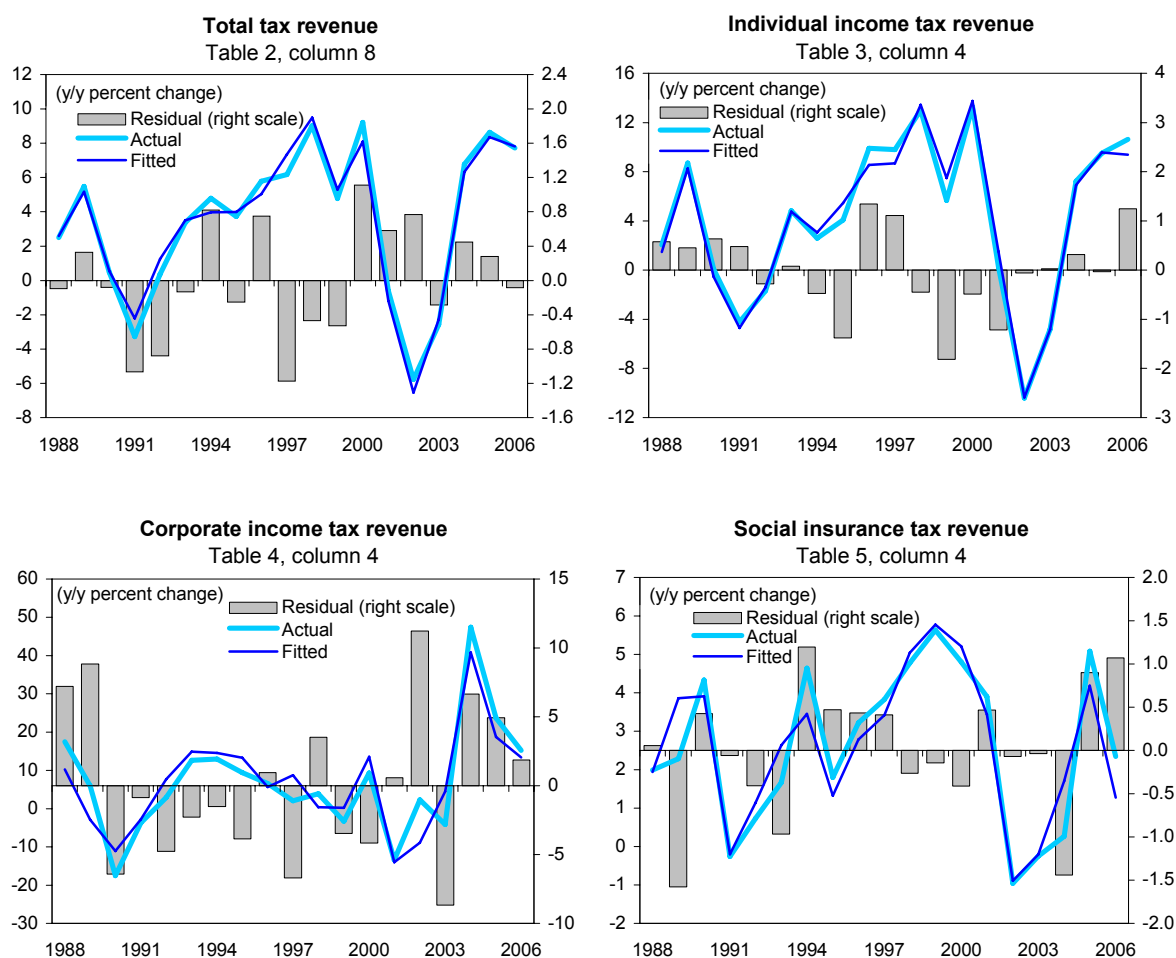 Total tax revenue
Table 2, column 8
12
10
8
6
4
2
0
-2
-4
-6
-8
(y/y percent change)
Residual (right scale)
Actual
Fitted
2.4
2.0
1.6
1.2
0.8
0.4
0.0
-0.4
-0.8
-1.2
-1.6
1988 1991 1994 1997 2000 2003 2006
Individual income tax revenue
Table 3, column 4
16
12
8
4
0
-4
-8
-12
(y/y percent change)
Residual (right scale)
Actual
Fitted
4
3
2
1
0
-1
-2
-3
1988 1991 1994 1997 2000 2003 2006
Corporate income tax revenue
Table 4, column 4
60
50
40
30
20
10
0
-10
-20
-30
(y/y percent change)
Residual (right scale)
Actual
Fitted
15
10
5
0
-5
-10
1988 1991 1994 1997 2000 2003 2006
Social insurance tax revenue
Table 5, column 4
7
6
5
4
3
2
1
0
-1
-2
(y/y percent change)
Residual (right scale)
Actual
Fitted
2.0
1.5
1.0
0.5
0.0
-0.5
-1.0
-1.5
-2.0
1988 1991 1994 1997 2000 2003 2006